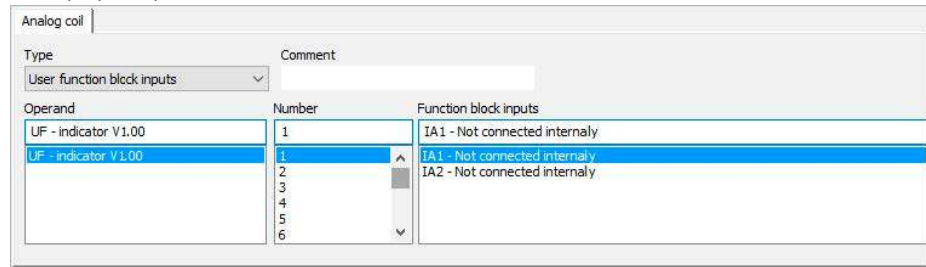 Analog coil
Type Comment
User function block inputs
Operand Number Function block inputs
UF - indicator V1.00 1 IA1 - Not connected internaly
UF - indicator V1.00 1 IA1 - Not connected internaly
2 IA2 - Not connected internaly
3
4
5
6